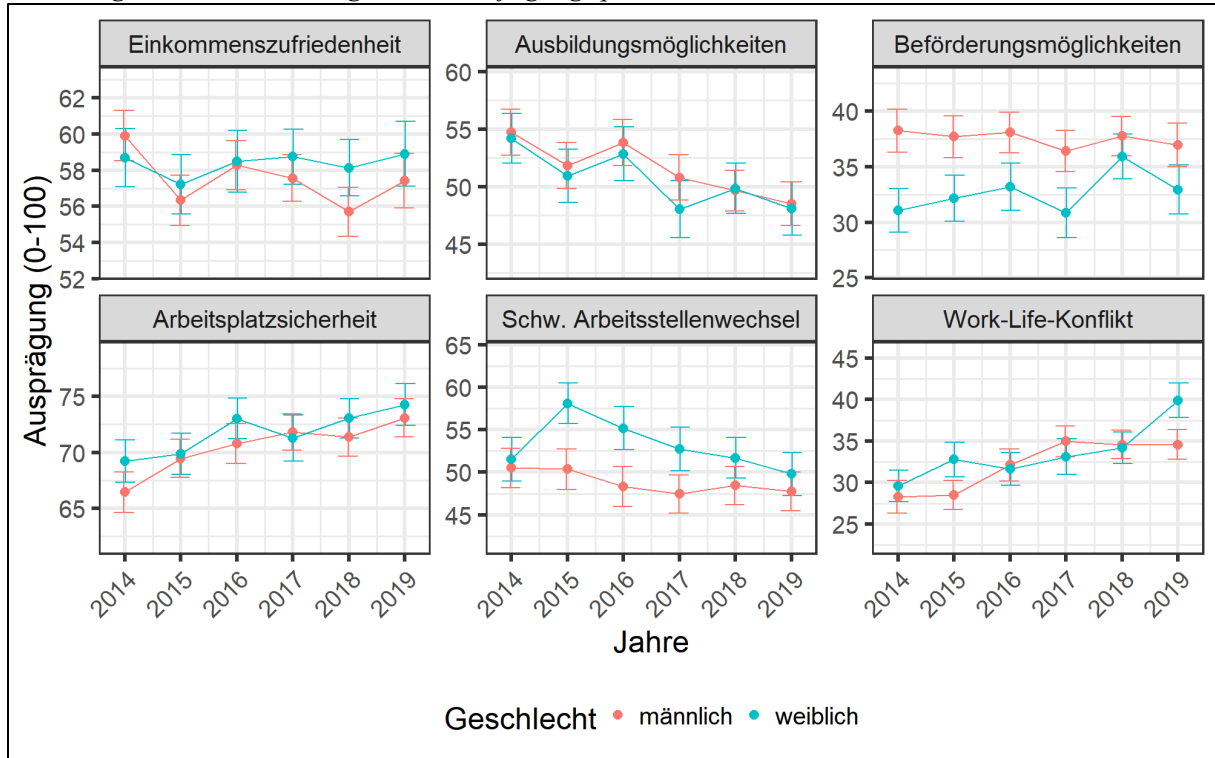 Einkommenszufriedenheit
Ausbildungsmöglichkeiten
Beförderungsmöglichkeiten
62
60
58
56
54
52
60
55
50
45
40
35
30
25
Arbeitsplatzsicherheit
Schw. Arbeitsstellenwechsel
Work-Life-Konflikt
75
70
65
65
60
55
50
45
45
40
35
30
25
Ausprägung (0-100)
2014 2015 2016 2017 2018 2019
2014 2015 2016 2017 2018 2019
2014 2015 2016 2017 2018 2019
Jahre
Geschlecht männlich weiblich